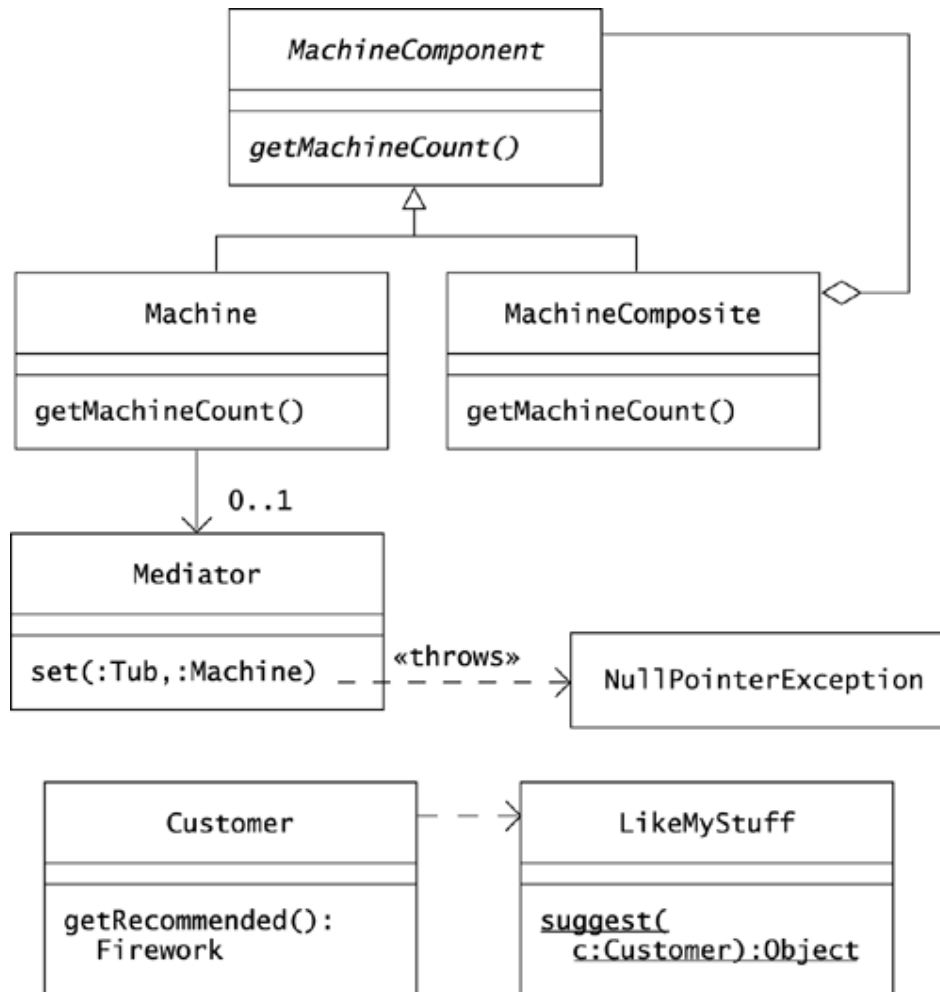 MachineComponent
getMachineCount()
Machine
MachineComposite
getMachineCount()
getMachineCount()
0..1
Mediator
set(:Tub,:Machine)
«throws»
NullPointerException
Customer
LikeMyStuff
getRecommended():
Firework
suggest(
c:Customer):Object